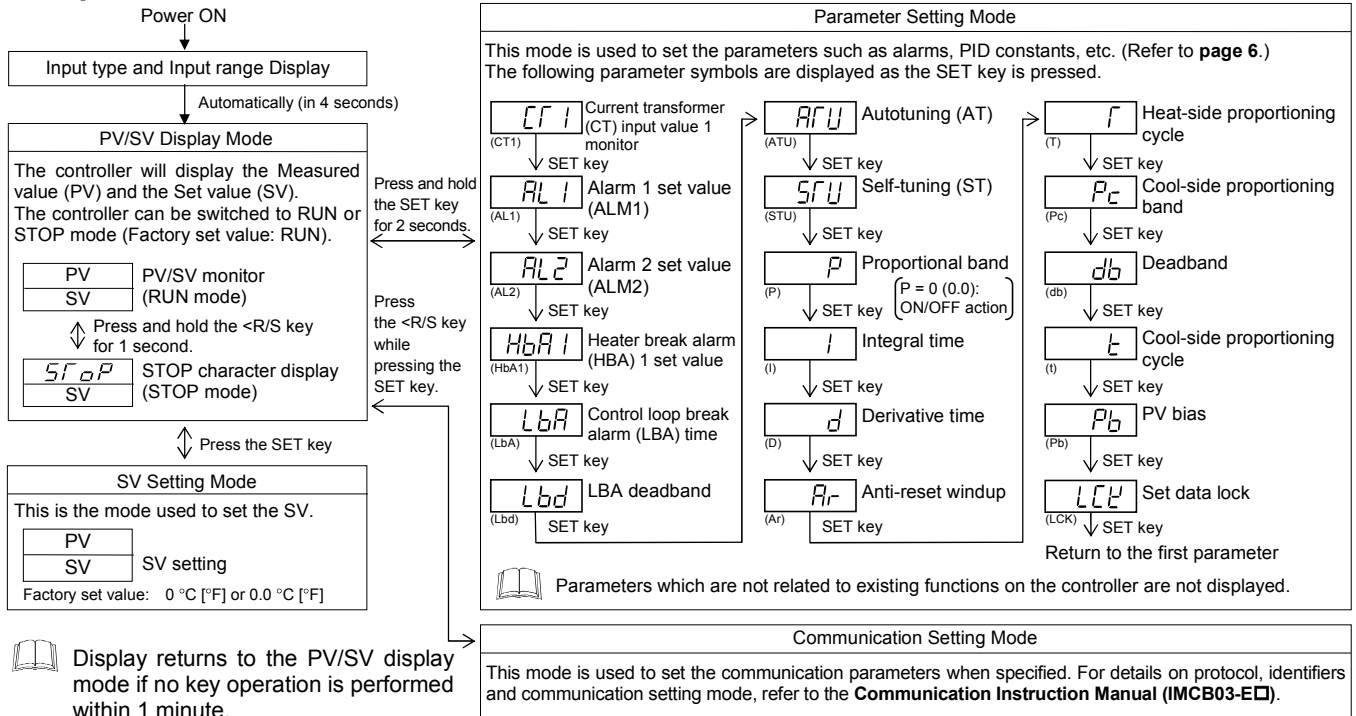 Power ON
Input type and Input range Display
Automatically (in 4 seconds)
PV/SV Display Mode
The controller will display the Measured
value (PV) and the Set value (SV).
The controller can be switched to RUN or
STOP mode (Factory set value: RUN).
PV
SV
PV/SV monitor
(RUN mode)
Press and hold the <R/S key
for 1 second.
SToP
SV
STOP character display
(STOP mode)
Press the SET key
SV Setting Mode
This is the mode used to set the SV.
PV
SV
SV setting
Factory set value: 0 °C [°F] or 0.0 °C [°F]
Display returns to the PV/SV display
mode if no key operation is performed
within 1 minute.
Press and hold
the SET key
for 2 seconds.
Press
the <R/S key
while
pressing the
SET key.
Parameter Setting Mode
This mode is used to set the parameters such as alarms, PID constants, etc. (Refer to page 6.)
The following parameter symbols are displayed as the SET key is pressed.
CT1
(CT1)
Current transformer
(CT) input value 1
monitor
SET key
AL1
(AL1)
Alarm 1 set value
(ALM1)
SET key
AL2
(AL2)
Alarm 2 set value
(ALM2)
SET key
HbA1
(HbA1)
Heater break alarm
(HBA) 1 set value
SET key
LbA
(LbA)
Control loop break
alarm (LBA) time
SET key
Lbd
(Lbd)
LBA deadband
SET key
ATU
(ATU)
Autotuning (AT)
SET key
STU
(STU)
Self-tuning (ST)
SET key
P
(P)
Proportional band
P = 0 (0.0):
ON/OFF action
SET key
I
(I)
Integral time
SET key
d
(D)
Derivative time
SET key
Ar
(Ar)
Anti-reset windup
SET key
T
(T)
Heat-side proportioning
cycle
SET key
Pc
(Pc)
Cool-side proportioning
band
SET key
db
(db)
Deadband
SET key
t
(t)
Cool-side proportioning
cycle
SET key
Pb
(Pb)
PV bias
SET key
LCK
(LCK)
Set data lock
SET key
Return to the first parameter
Parameters which are not related to existing functions on the controller are not displayed.
Communication Setting Mode
This mode is used to set the communication parameters when specified. For details on protocol, identifiers
and communication setting mode, refer to the Communication Instruction Manual (IMCB03-E□).